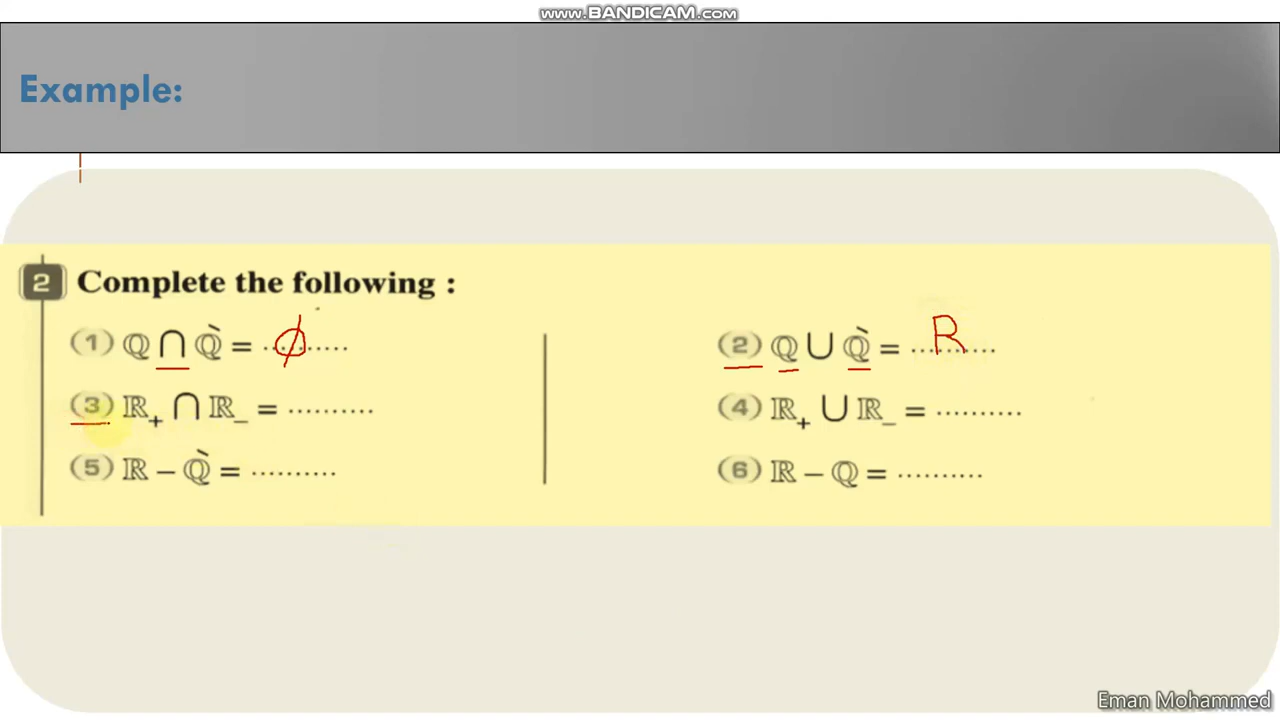 www.BANDICAM.com
Example:
2 Complete the following :
(1) ℚ ∩ ℚ̀ = ..ϕ......
(2) ℚ ∪ ℚ̀ = ..R......
(3) ℝ₊ ∩ ℝ₋ = ..........
(4) ℝ₊ ∪ ℝ₋ = ..........
(5) ℝ – ℚ̀ = ..........
(6) ℝ – ℚ = ..........
Eman Mohammed